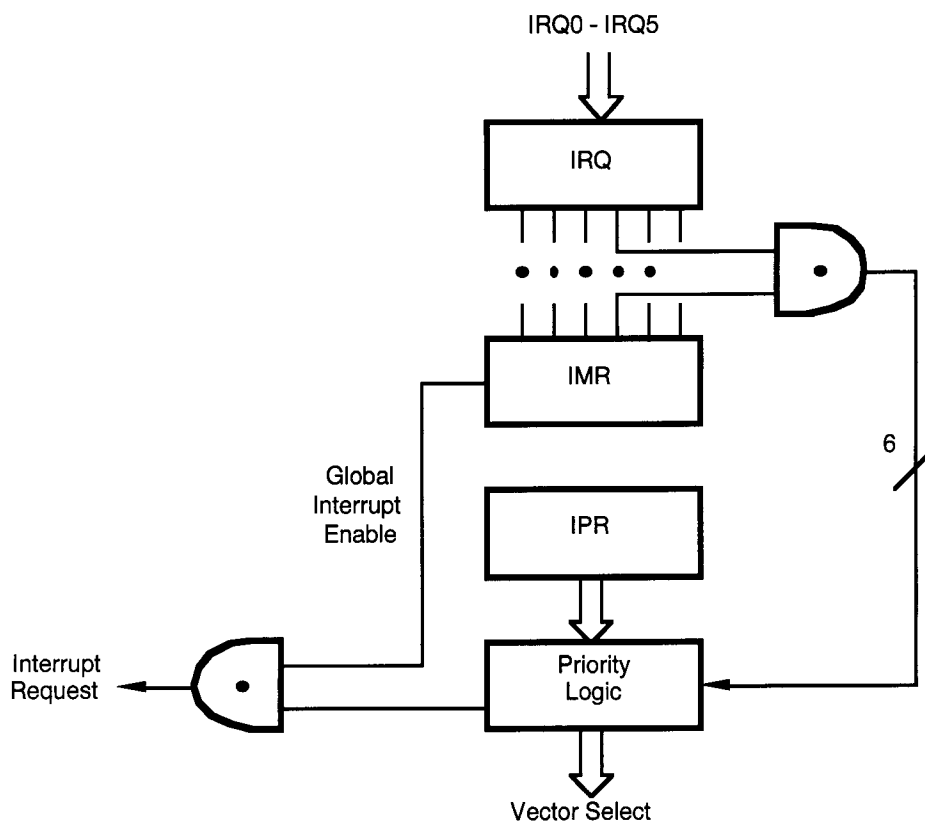 IRQ0 - IRQ5
IRQ
IMR
6
Global
Interrupt
Enable
IPR
Interrupt
Request
Priority
Logic
Vector Select